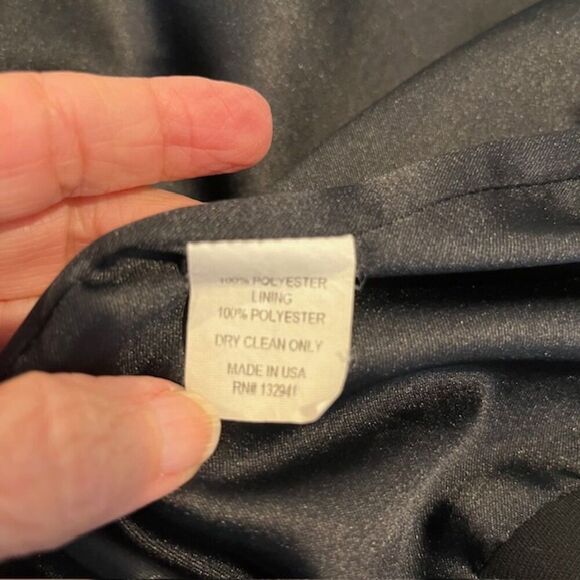 100% POLYESTER
LINING
100% POLYESTER
DRY CLEAN ONLY
MADE IN USA
RN# 132941